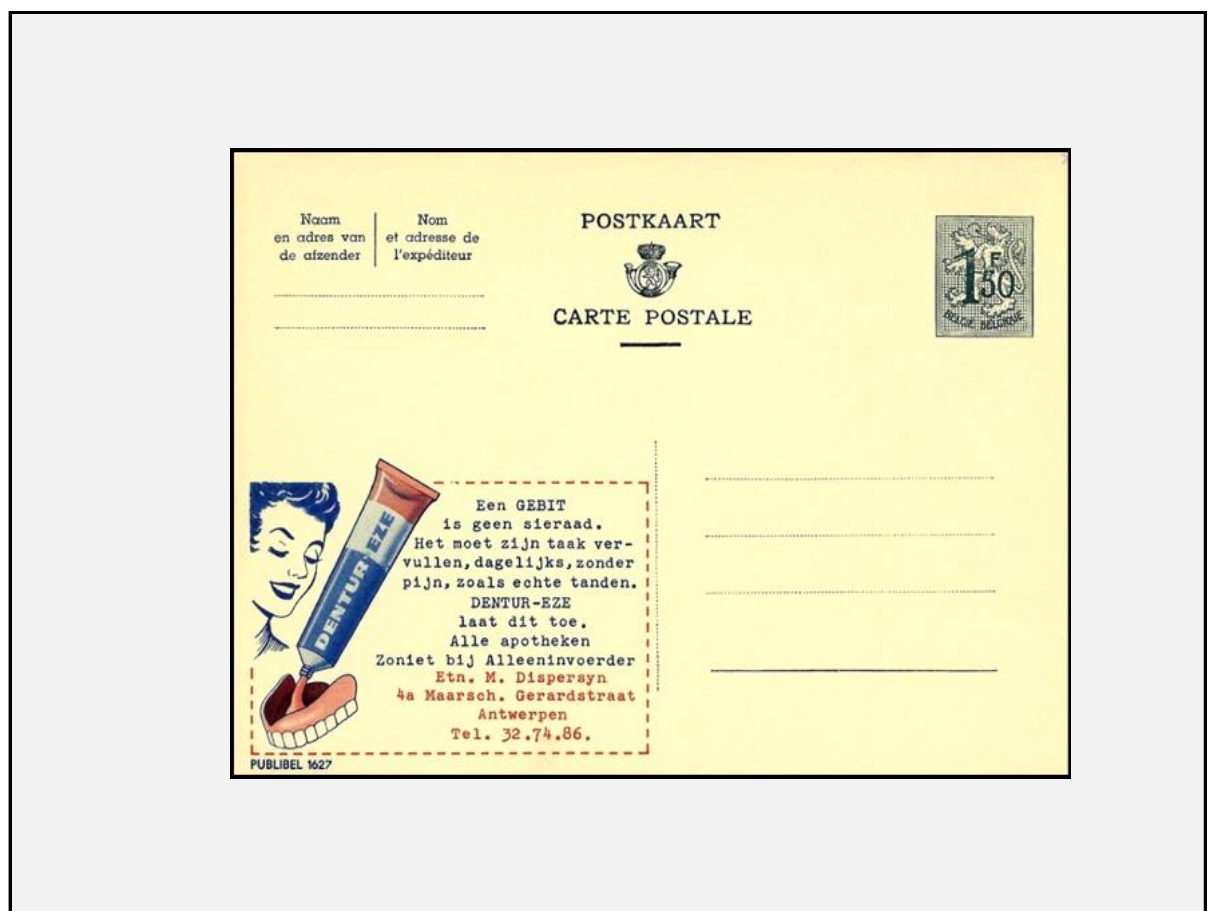 Naam
en adres van
de afzender
Nom
et adresse de
l'expéditeur
POSTKAART
CARTE POSTALE
1F50
BELGIE BELGIQUE
DENTUR-EZE
Een GEBIT
is geen sieraad.
Het moet zijn taak ver-
vullen,dagelijks,zonder
pijn,zoals echte tanden.
DENTUR-EZE
laat dit toe.
Alle apotheken
Zoniet bij Alleeninvoerder
Etn. M. Dispersyn
4a Maarsch. Gerardstraat
Antwerpen
Tel. 32.74.86.
PUBLIBEL 1627